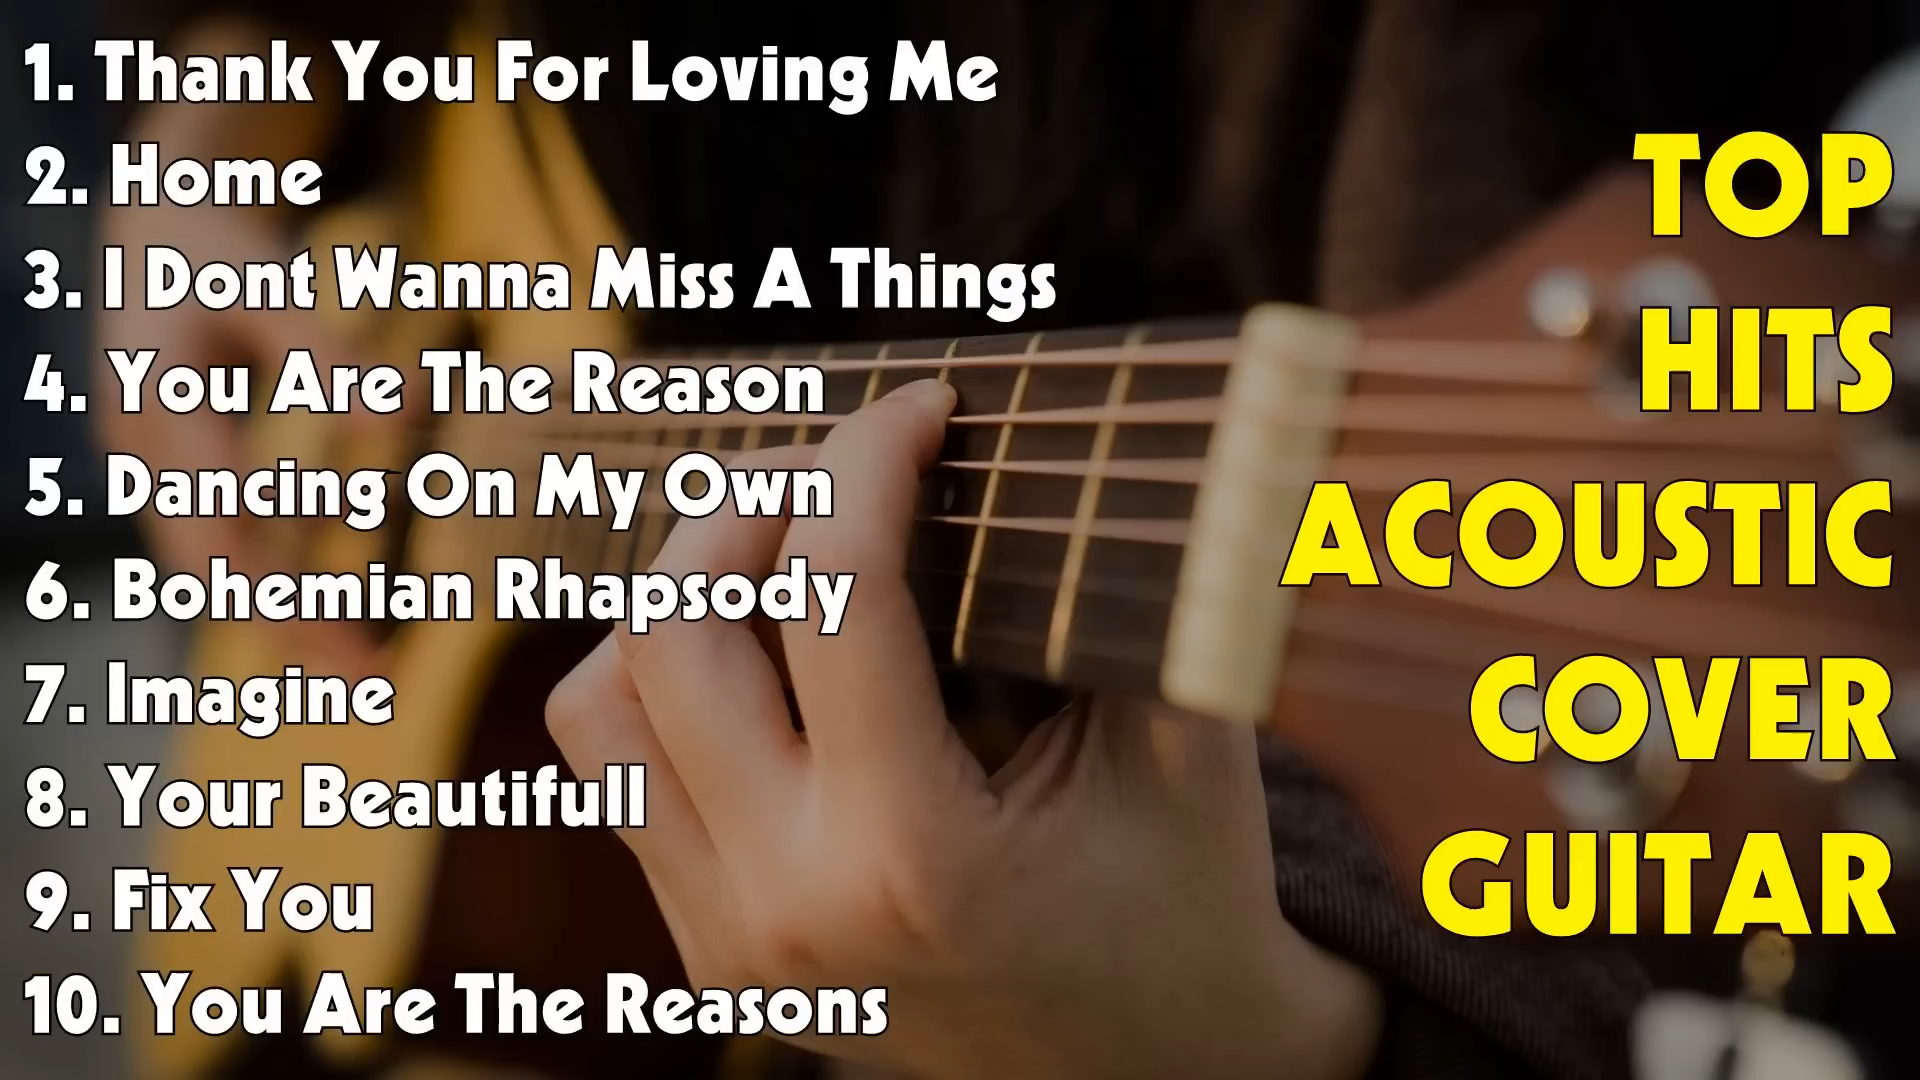 1. Thank You For Loving Me
2. Home
3. I Dont Wanna Miss A Things
4. You Are The Reason
5. Dancing On My Own
6. Bohemian Rhapsody
7. Imagine
8. Your Beautifull
9. Fix You
10. You Are The Reasons
TOP
HITS
ACOUSTIC
COVER
GUITAR